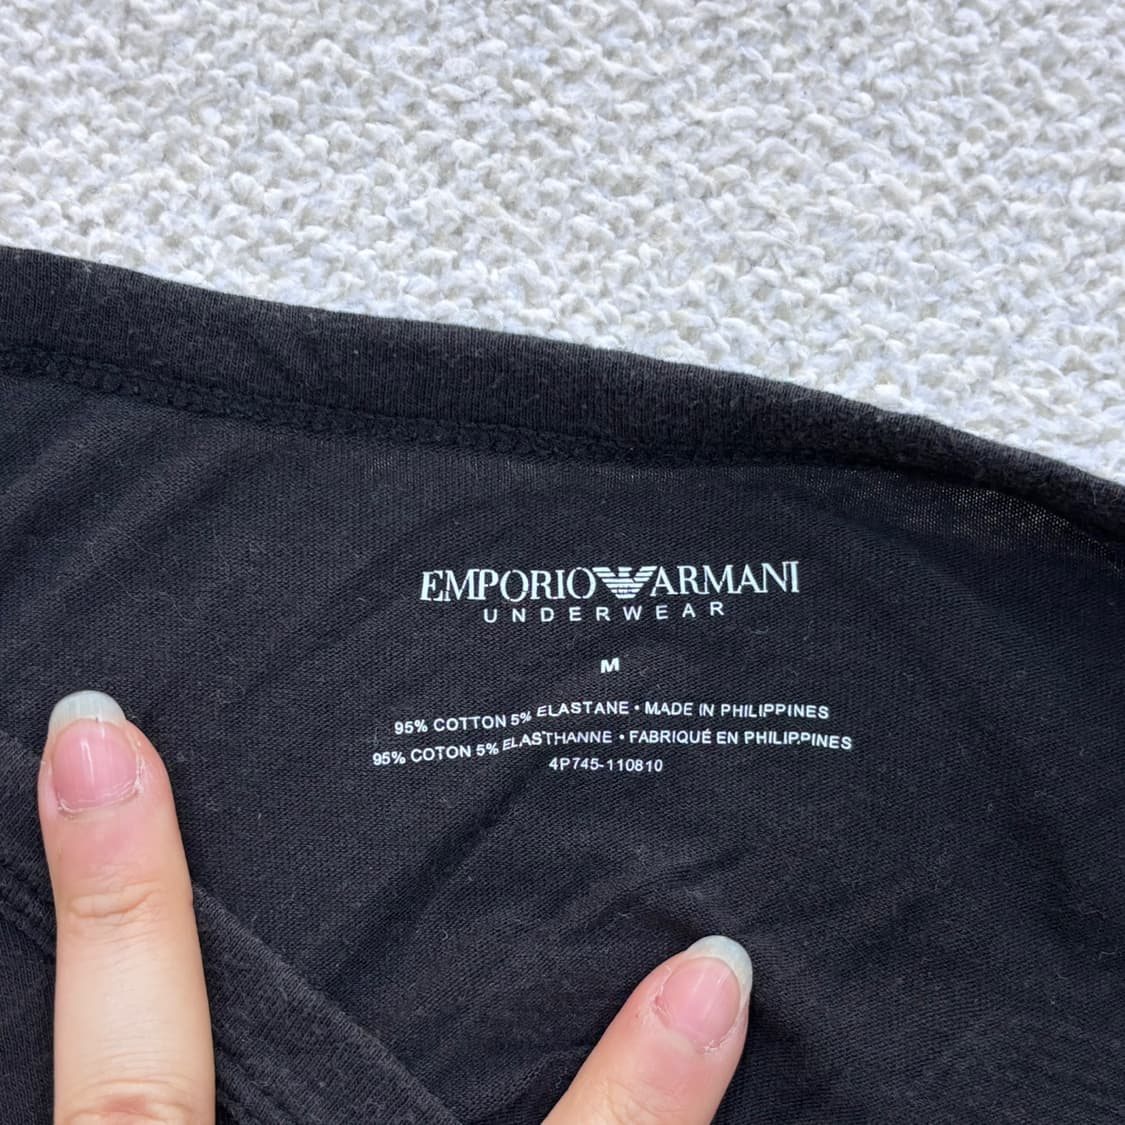 EMPORIO ARMANI
UNDERWEAR
M
95% COTTON 5% ELASTANE • MADE IN PHILIPPINES
95% COTON 5% ELASTHANNE • FABRIQUÉ EN PHILIPPINES
4P745-110810